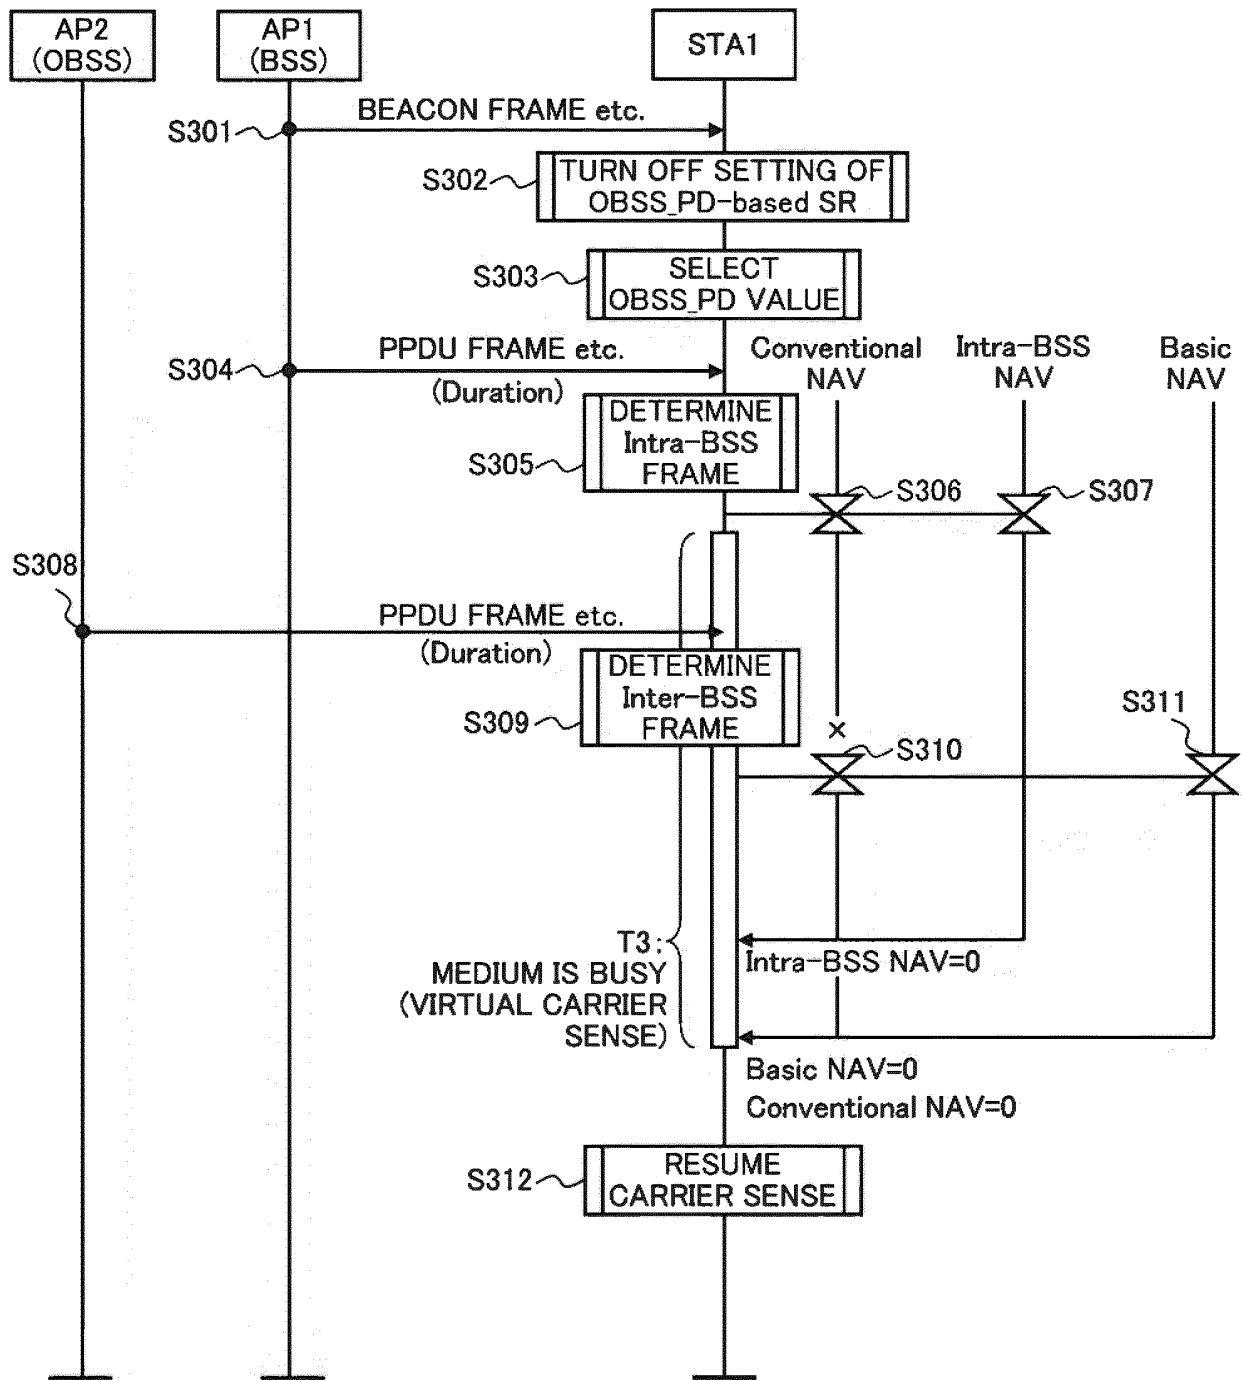 AP2
(OBSS)
AP1
(BSS)
STA1
BEACON FRAME etc.
S301
S302
TURN OFF SETTING OF
OBSS_PD-based SR
S303
SELECT
OBSS_PD VALUE
S304
PPDU FRAME etc.
(Duration)
Conventional
NAV
Intra-BSS
NAV
Basic
NAV
S305
DETERMINE
Intra-BSS
FRAME
S306
S307
S308
PPDU FRAME etc.
(Duration)
S309
DETERMINE
Inter-BSS
FRAME
×
S310
S311
T3:
MEDIUM IS BUSY
(VIRTUAL CARRIER
SENSE)
Intra-BSS NAV=0
Basic NAV=0
Conventional NAV=0
S312
RESUME
CARRIER SENSE